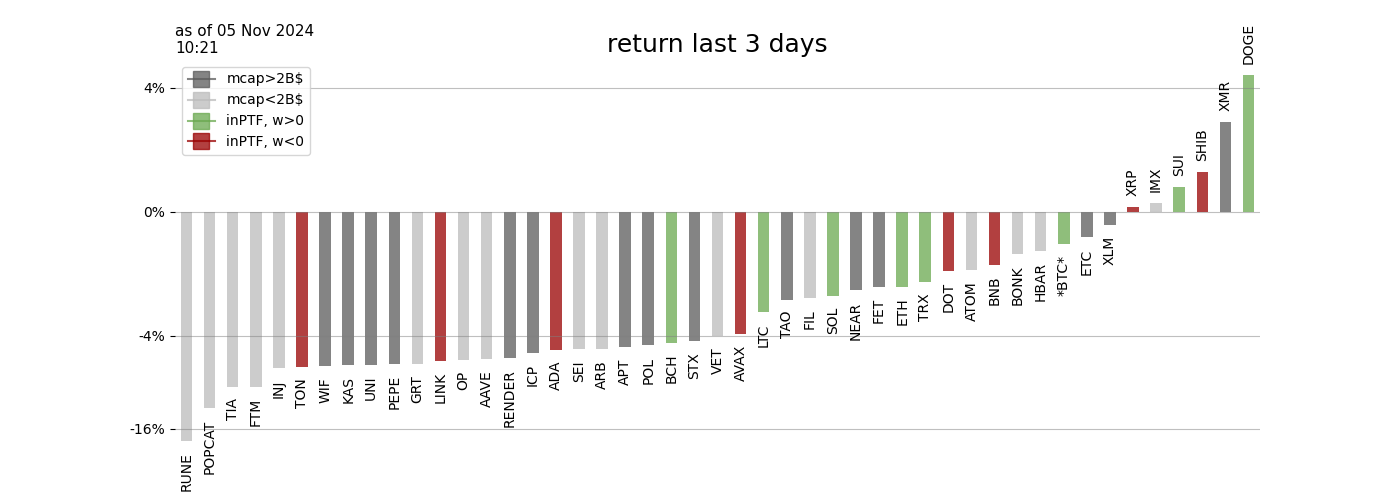 as of 05 Nov 2024
10:21
return last 3 days
mcap>2B$
mcap<2B$
inPTF, w>0
inPTF, w<0
4%
0%
-4%
-16%
RUNE
POPCAT
TIA
FTM
INJ
TON
WIF
KAS
UNI
PEPE
GRT
LINK
OP
AAVE
RENDER
ICP
ADA
SEI
ARB
APT
POL
BCH
STX
VET
AVAX
LTC
TAO
FIL
SOL
NEAR
FET
ETH
TRX
DOT
ATOM
BNB
BONK
HBAR
*BTC*
ETC
XLM
XRP
IMX
SUI
SHIB
XMR
DOGE